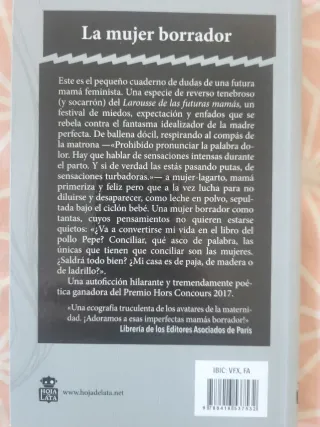 La mujer borrador
Este es el pequeño cuaderno de dudas de una futura
mamá feminista. Una especie de reverso tenebroso
(y socarrón) del Larousse de las futuras mamás, un
festival de miedos, expectación y enfados que se
rebela contra el fantasma idealizador de la madre
perfecta. De ballena dócil, respirando al compás de
la matrona —«Prohibido pronunciar la palabra do-
lor. Hay que hablar de sensaciones intensas durante
el parto. Y si de verdad las estás pasando putas, de
sensaciones turbadoras.»— a mujer-lagarto, mamá
primeriza y feliz pero que a la vez lucha para no
diluirse y desaparecer, como leche en polvo, sepul-
tada bajo el ciclón bebé. Una mujer borrador como
tantas, cuyos pensamientos no quieren estarse
quietos: «¿Va a convertirse mi vida en el libro del
pollo Pepe? Conciliar, qué asco de palabra, las
únicas que tienen que conciliar son las mujeres.
¿Saldrá todo bien? ¿Mi casa es de paja, de madera o
de ladrillo?».
Una autoficción hilarante y tremendamente poé-
tica ganadora del Premio Hors Concours 2017.
«Una ecografía truculenta de los avatares de la materni-
dad. ¡Adoramos a esas imperfectas mamás borrador!»
Librería de los Editores Asociados de París
HOJA
DE
LATA
www.hojadelata.net
IBIC: VFX, FA